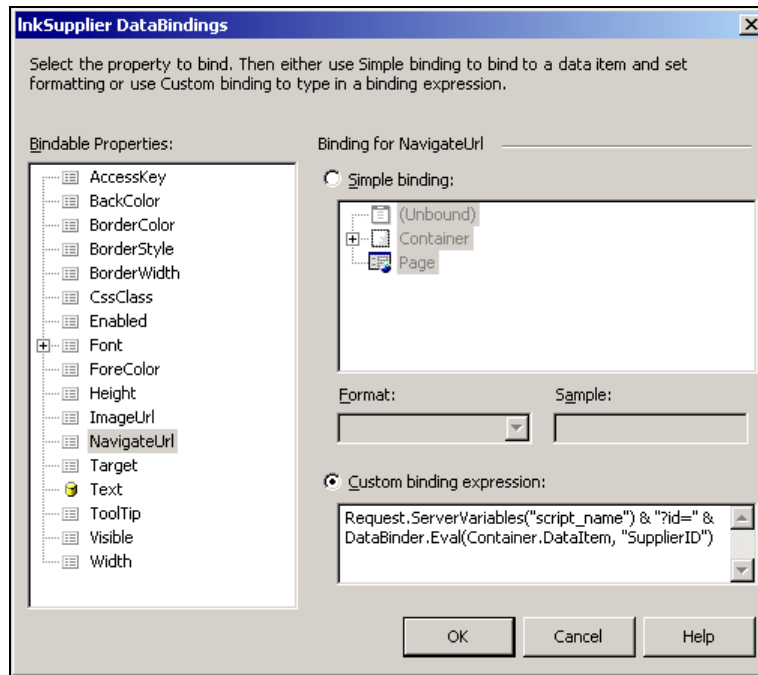 lnkSupplier DataBindings
Select the property to bind. Then either use Simple binding to bind to a data item and set
formatting or use Custom binding to type in a binding expression.
Bindable Properties:
AccessKey
BackColor
BorderColor
BorderStyle
BorderWidth
CssClass
Enabled
Font
ForeColor
Height
ImageUrl
NavigateUrl
Target
Text
ToolTip
Visible
Width
Binding for NavigateUrl
Simple binding:
(Unbound)
Container
Page
Format:
Sample:
Custom binding expression:
Request.ServerVariables("script_name") & "?id=" &
DataBinder.Eval(Container.DataItem, "SupplierID")
OK
Cancel
Help